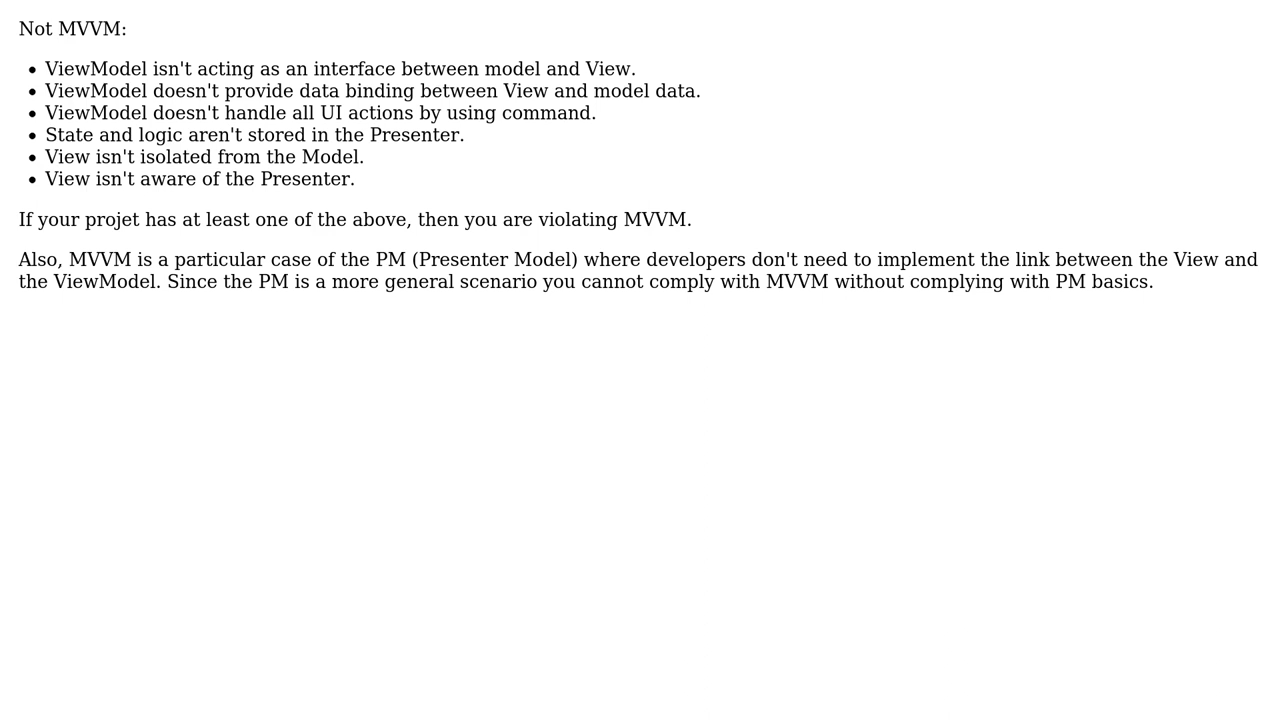 Not MVVM:
• ViewModel isn't acting as an interface between model and View.
• ViewModel doesn't provide data binding between View and model data.
• ViewModel doesn't handle all UI actions by using command.
• State and logic aren't stored in the Presenter.
• View isn't isolated from the Model.
• View isn't aware of the Presenter.
If your projet has at least one of the above, then you are violating MVVM.
Also, MVVM is a particular case of the PM (Presenter Model) where developers don't need to implement the link between the View and
the ViewModel. Since the PM is a more general scenario you cannot comply with MVVM without complying with PM basics.